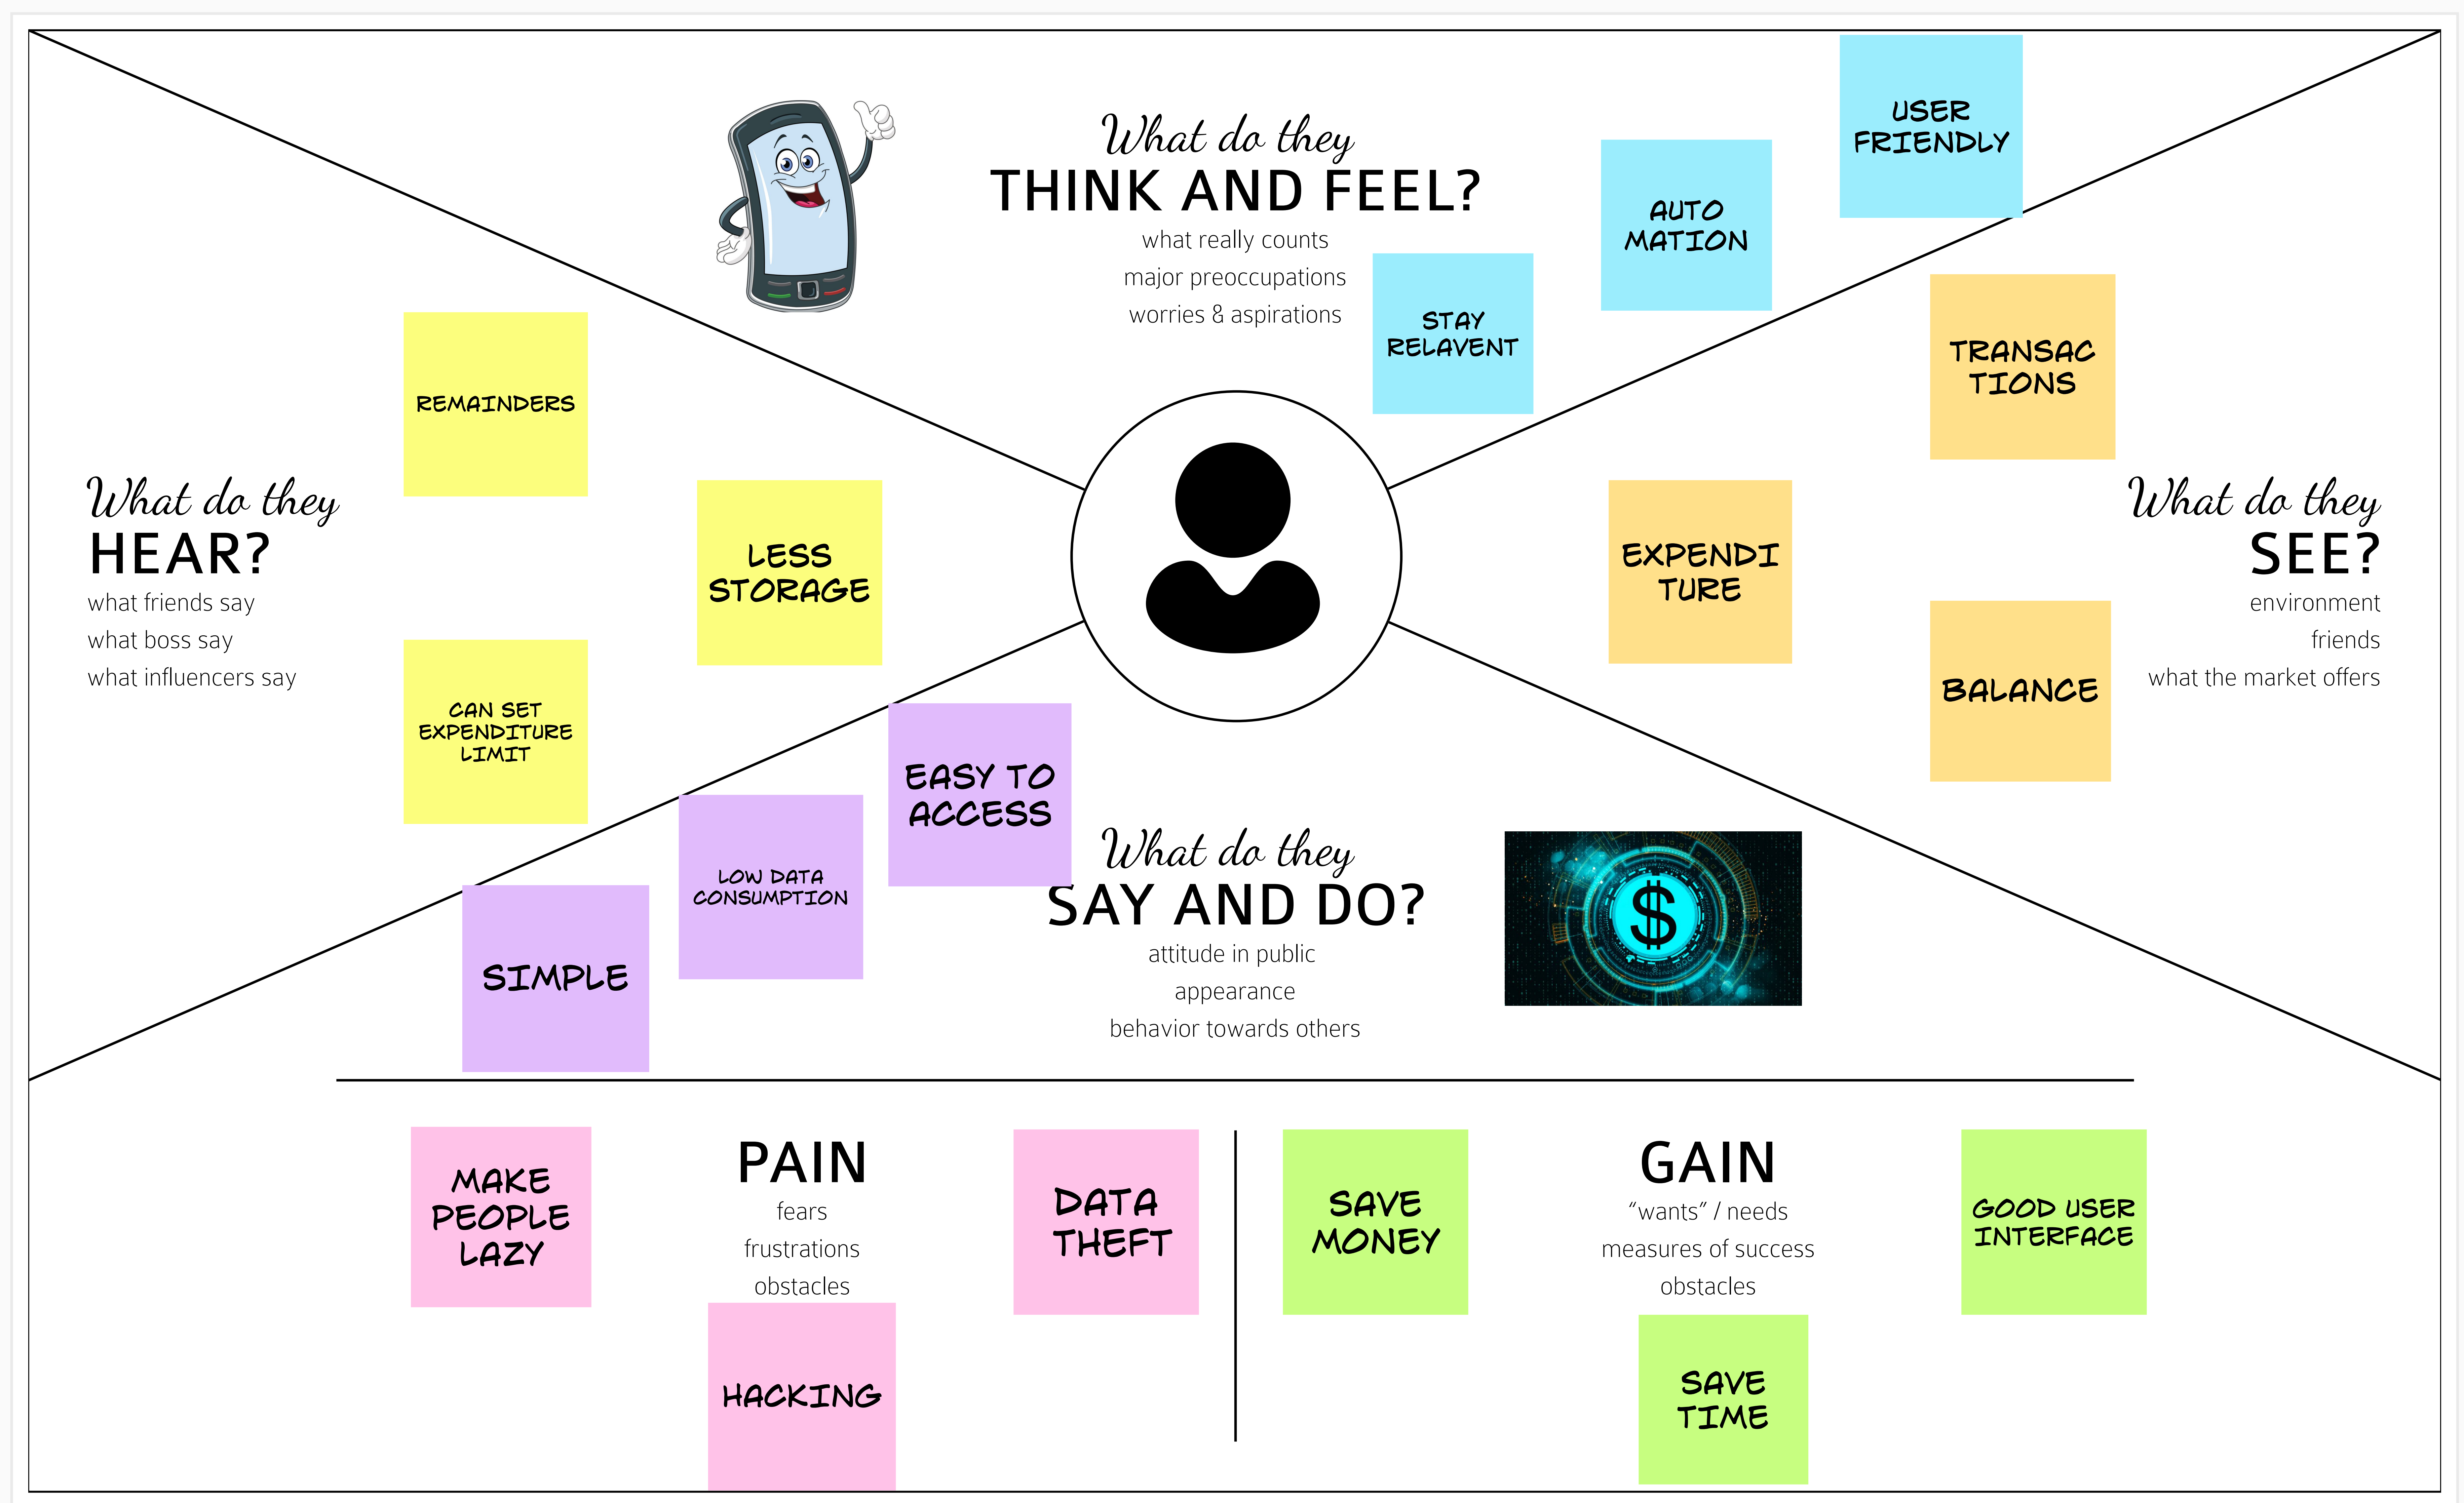 What do they
THINK AND FEEL?
what really counts
major preoccupations
worries & aspirations
STAY
RELAVENT
AUTO
MATION
USER
FRIENDLY
What do they
HEAR?
what friends say
what boss say
what influencers say
REMAINDERS
LESS
STORAGE
CAN SET
EXPENDITURE
LIMIT
What do they
SEE?
environment
friends
what the market offers
TRANSAC
TIONS
EXPENDI
TURE
BALANCE
What do they
SAY AND DO?
attitude in public
appearance
behavior towards others
EASY TO
ACCESS
LOW DATA
CONSUMPTION
SIMPLE
$
PAIN
fears
frustrations
obstacles
MAKE
PEOPLE
LAZY
DATA
THEFT
HACKING
GAIN
“wants” / needs
measures of success
obstacles
SAVE
MONEY
GOOD USER
INTERFACE
SAVE
TIME